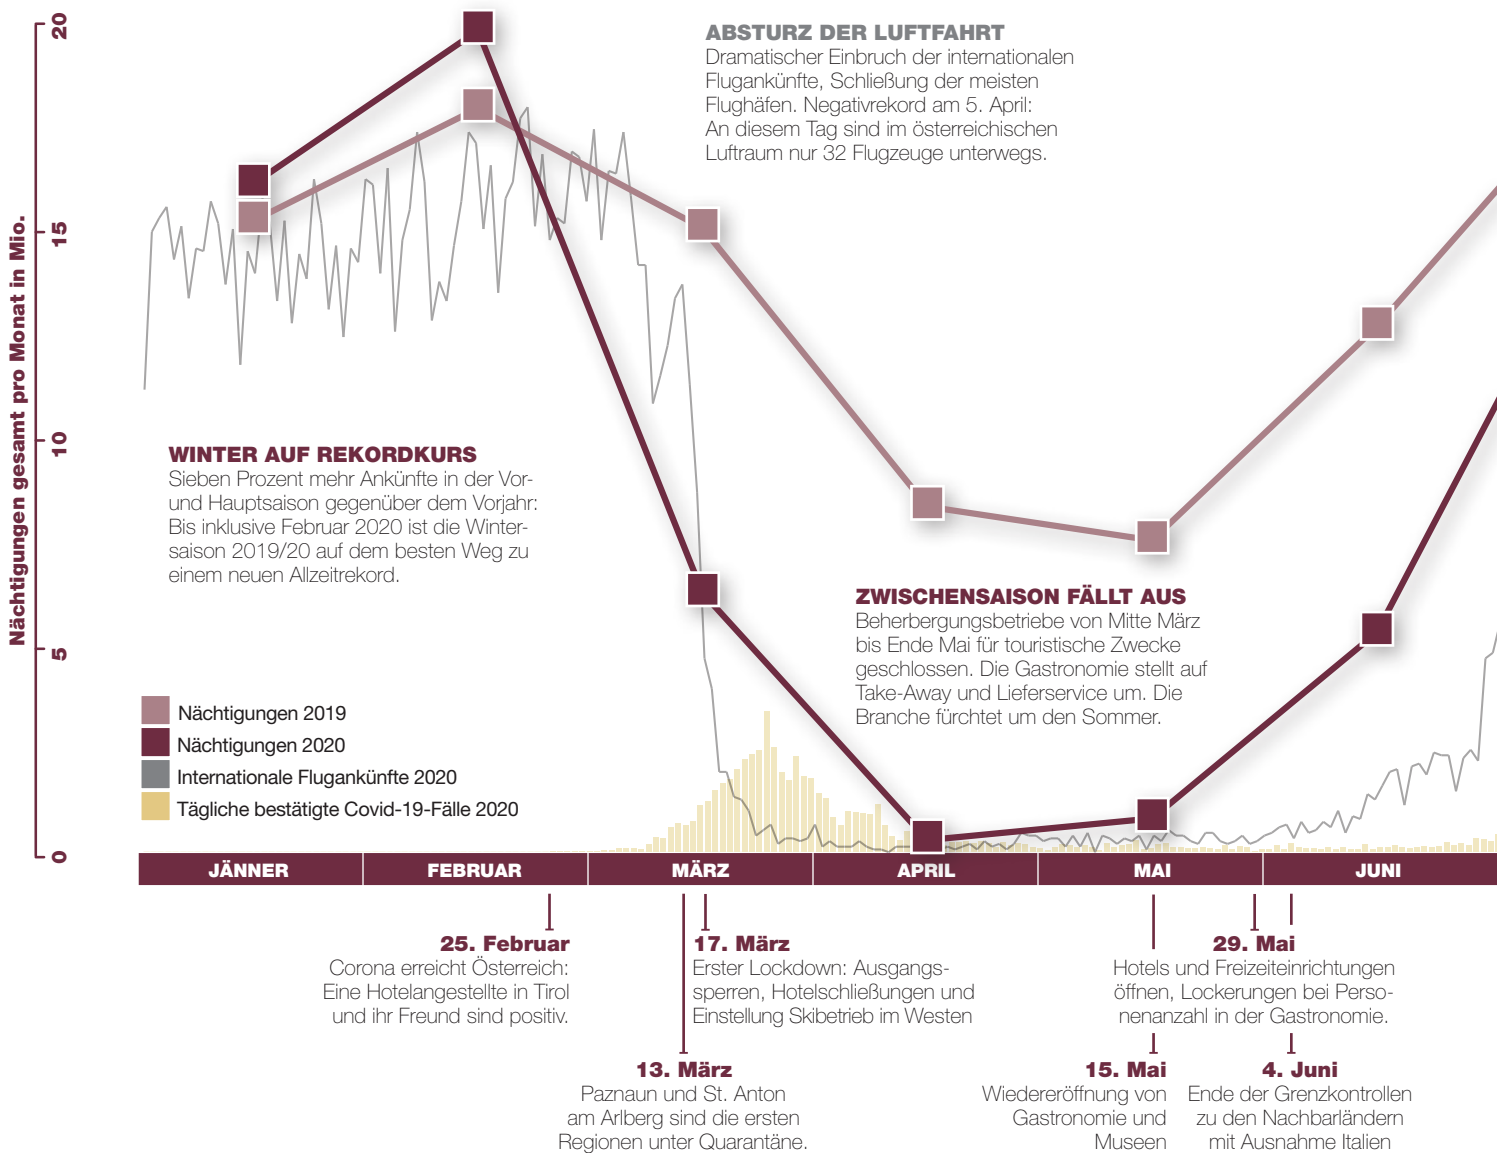 Nächtigungen gesamt pro Monat in Mio.
20
15
10
5
0
ABSTURZ DER LUFTFAHRT
Dramatischer Einbruch der internationalen
Flugankünfte, Schließung der meisten
Flughäfen. Negativrekord am 5. April:
An diesem Tag sind im österreichischen
Luftraum nur 32 Flugzeuge unterwegs.
WINTER AUF REKORDKURS
Sieben Prozent mehr Ankünfte in der Vor-
und Hauptsaison gegenüber dem Vorjahr:
Bis inklusive Februar 2020 ist die Winter-
saison 2019/20 auf dem besten Weg zu
einem neuen Allzeitrekord.
ZWISCHENSAISON FÄLLT AUS
Beherbergungsbetriebe von Mitte März
bis Ende Mai für touristische Zwecke
geschlossen. Die Gastronomie stellt auf
Take-Away und Lieferservice um. Die
Branche fürchtet um den Sommer.
Nächtigungen 2019
Nächtigungen 2020
Internationale Flugankünfte 2020
Tägliche bestätigte Covid-19-Fälle 2020
JÄNNER
FEBRUAR
MÄRZ
APRIL
MAI
JUNI
25. Februar
Corona erreicht Österreich:
Eine Hotelangestellte in Tirol
und ihr Freund sind positiv.
17. März
Erster Lockdown: Ausgangs-
sperren, Hotelschließungen und
Einstellung Skibetrieb im Westen
29. Mai
Hotels und Freizeiteinrichtungen
öffnen, Lockerungen bei Perso-
nenanzahl in der Gastronomie.
13. März
Paznaun und St. Anton
am Arlberg sind die ersten
Regionen unter Quarantäne.
15. Mai
Wiedereröffnung von
Gastronomie und
Museen
4. Juni
Ende der Grenzkontrollen
zu den Nachbarländern
mit Ausnahme Italien